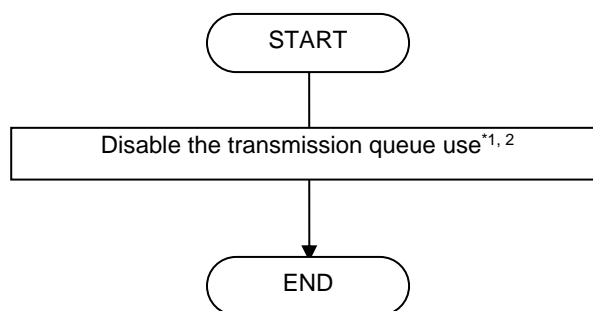 START
Disable the transmission queue use*1, 2
END